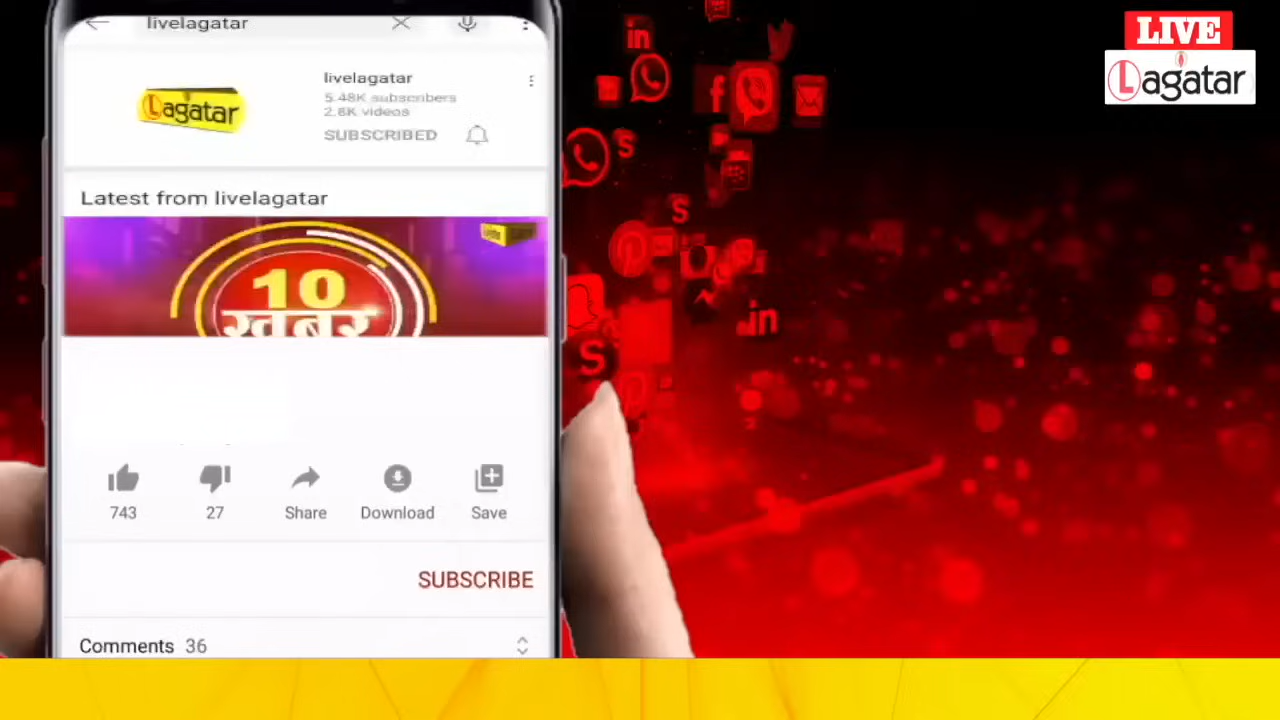 livelagatar
LIVE
Lagatar
livelagatar
5.48K subscribers
2.8K videos
SUBSCRIBED
Lagatar
Latest from livelagatar
10
खबर
743
27
Share
Download
Save
SUBSCRIBE
Comments 36